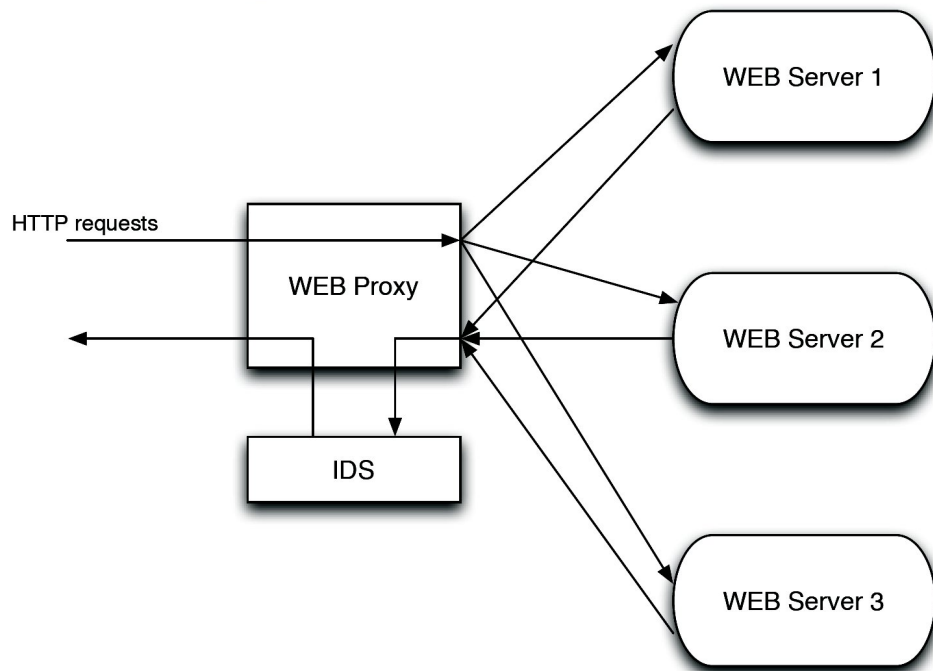 WEB Server 1
HTTP requests
WEB Proxy
WEB Server 2
IDS
WEB Server 3